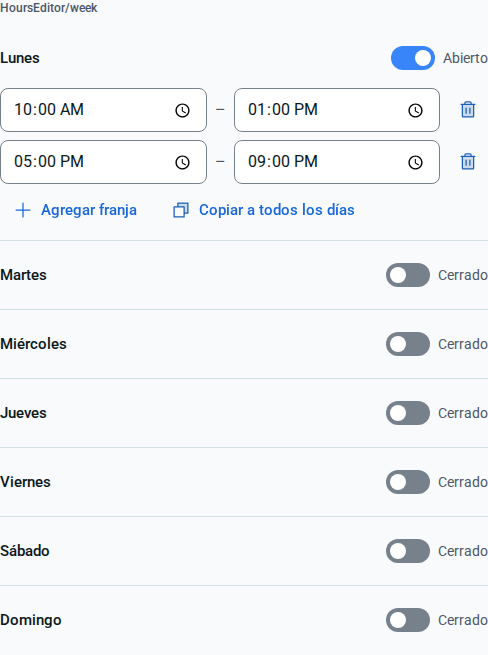 HoursEditor/week
Lunes Abierto
10:00 AM – 01:00 PM
05:00 PM – 09:00 PM
Agregar franja Copiar a todos los días
Martes Cerrado
Miércoles Cerrado
Jueves Cerrado
Viernes Cerrado
Sábado Cerrado
Domingo Cerrado